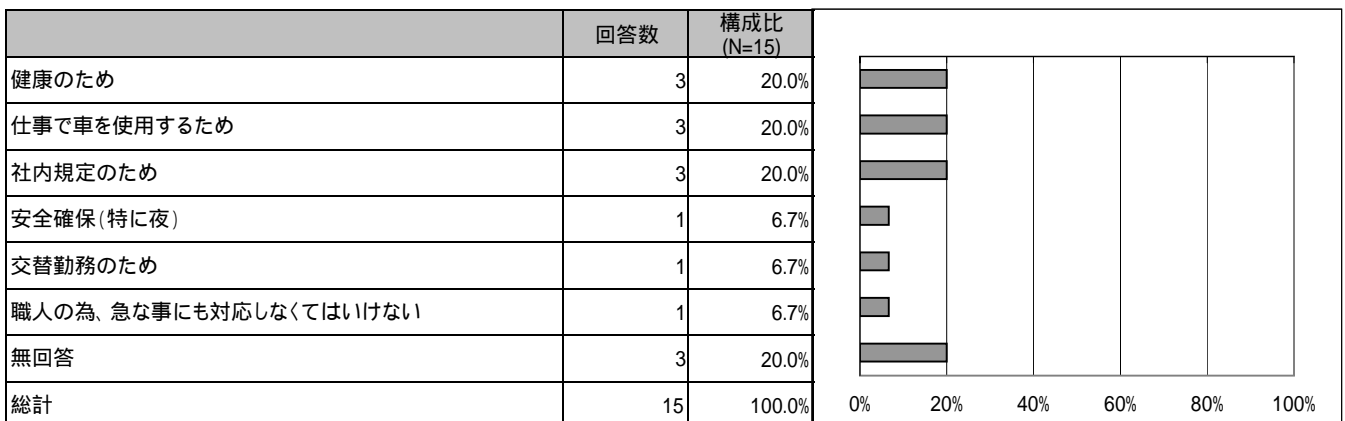 回答数 構成比
(N=15)
健康のため 3 20.0%
仕事で車を使用するため 3 20.0%
社内規定のため 3 20.0%
安全確保(特に夜) 1 6.7%
交替勤務のため 1 6.7%
職人の為、急な事にも対応しなくてはいけない 1 6.7%
無回答 3 20.0%
総計 15 100.0%
0% 20% 40% 60% 80% 100%